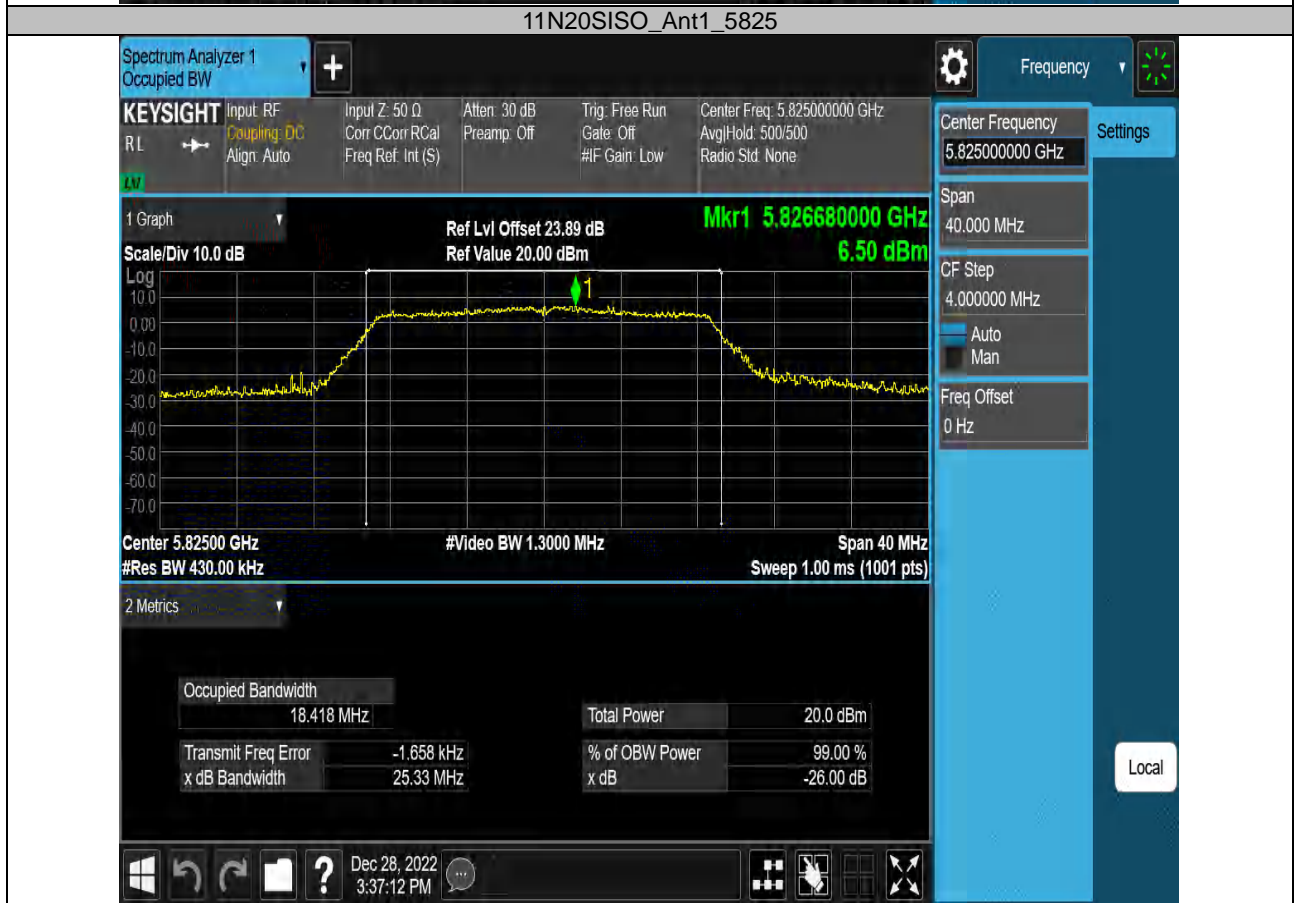 11N20SISO_Ant1_5825
Spectrum Analyzer 1
Occupied BW
+
Frequency
KEYSIGHT
RL
LXI
Input: RF
Coupling: DC
Align: Auto
Input Z: 50 Ω
Corr CCorr RCal
Freq Ref: Int (S)
Atten: 30 dB
Preamp: Off
Trig: Free Run
Gate: Off
#IF Gain: Low
Center Freq: 5.825000000 GHz
Avg|Hold: 500/500
Radio Std: None
Center Frequency
5.825000000 GHz
Settings
Span
40.000 MHz
CF Step
4.000000 MHz
Auto
Man
Freq Offset
0 Hz
Local
1 Graph
Scale/Div 10.0 dB
Ref Lvl Offset 23.89 dB
Ref Value 20.00 dBm
Mkr1 5.826680000 GHz
6.50 dBm
Log
1
10.0
0.00
-10.0
-20.0
-30.0
-40.0
-50.0
-60.0
-70.0
Center 5.82500 GHz
#Video BW 1.3000 MHz
Span 40 MHz
#Res BW 430.00 kHz
Sweep 1.00 ms (1001 pts)
2 Metrics
Occupied Bandwidth
18.418 MHz
Total Power 20.0 dBm
Transmit Freq Error -1.658 kHz
% of OBW Power 99.00 %
x dB Bandwidth 25.33 MHz
x dB -26.00 dB
?
Dec 28, 2022
3:37:12 PM